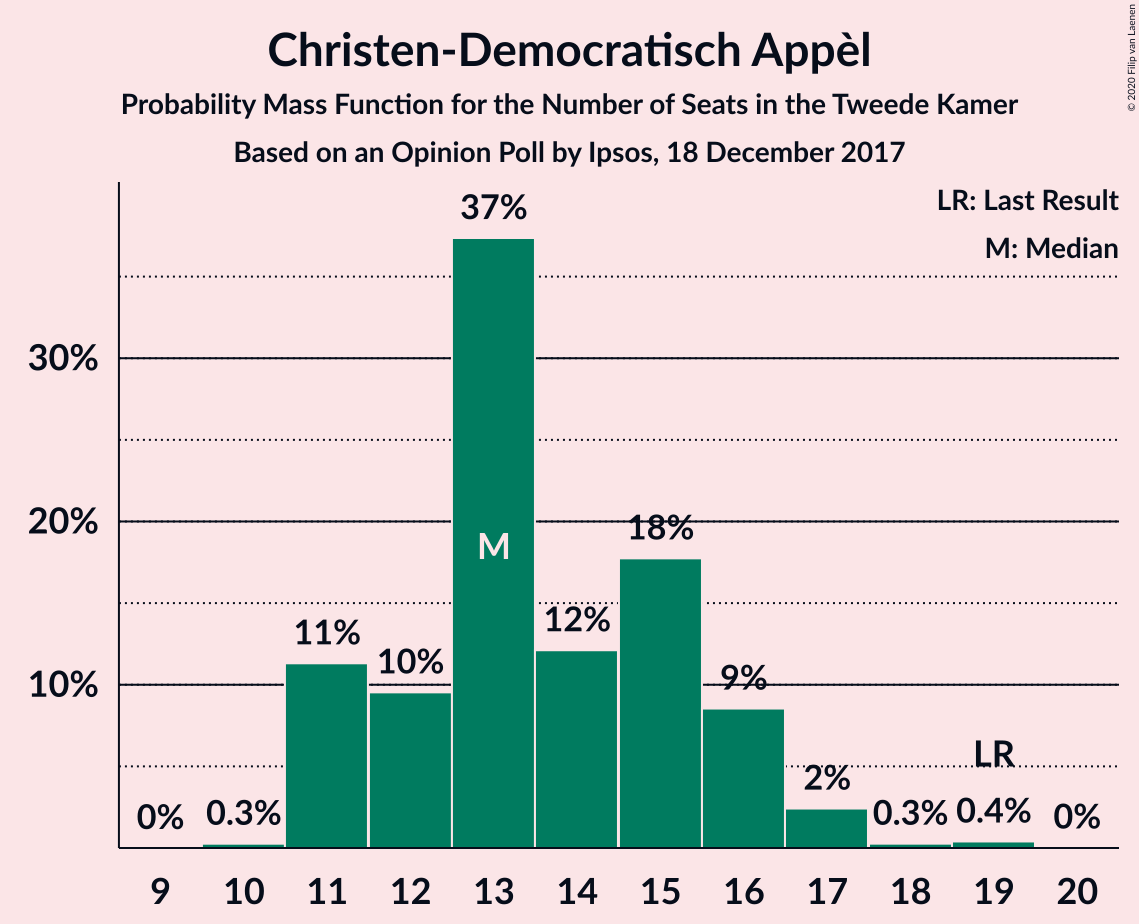 Christen-Democratisch Appèl
Probability Mass Function for the Number of Seats in the Tweede Kamer
Based on an Opinion Poll by Ipsos, 18 December 2017
© 2020 Filip van Laenen
LR: Last Result
M: Median
37%
30%
20%
18%
M
12%
11%
10%
10%
9%
LR
2%
0%
0.3%
0.3%
0.4%
0%
9 10 11 12 13 14 15 16 17 18 19 20